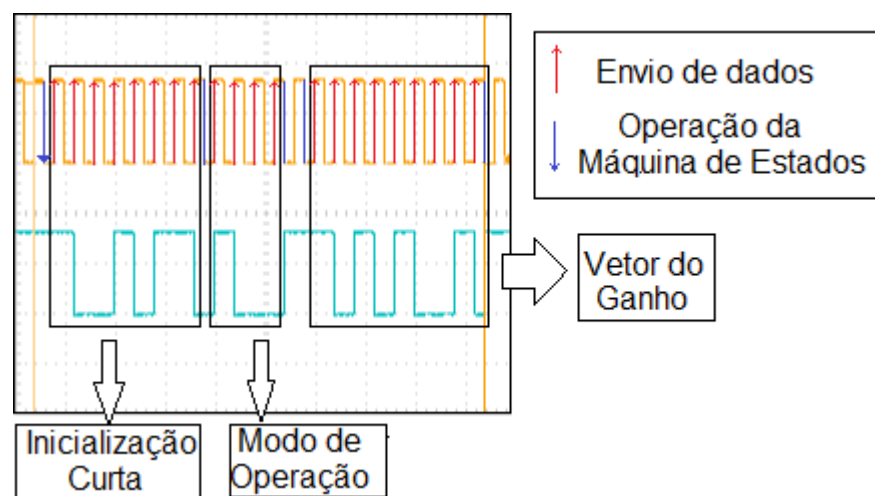 Envio de dados
Operação da
Máquina de Estados
Vetor do
Ganho
Inicialização
Curta
Modo de
Operação